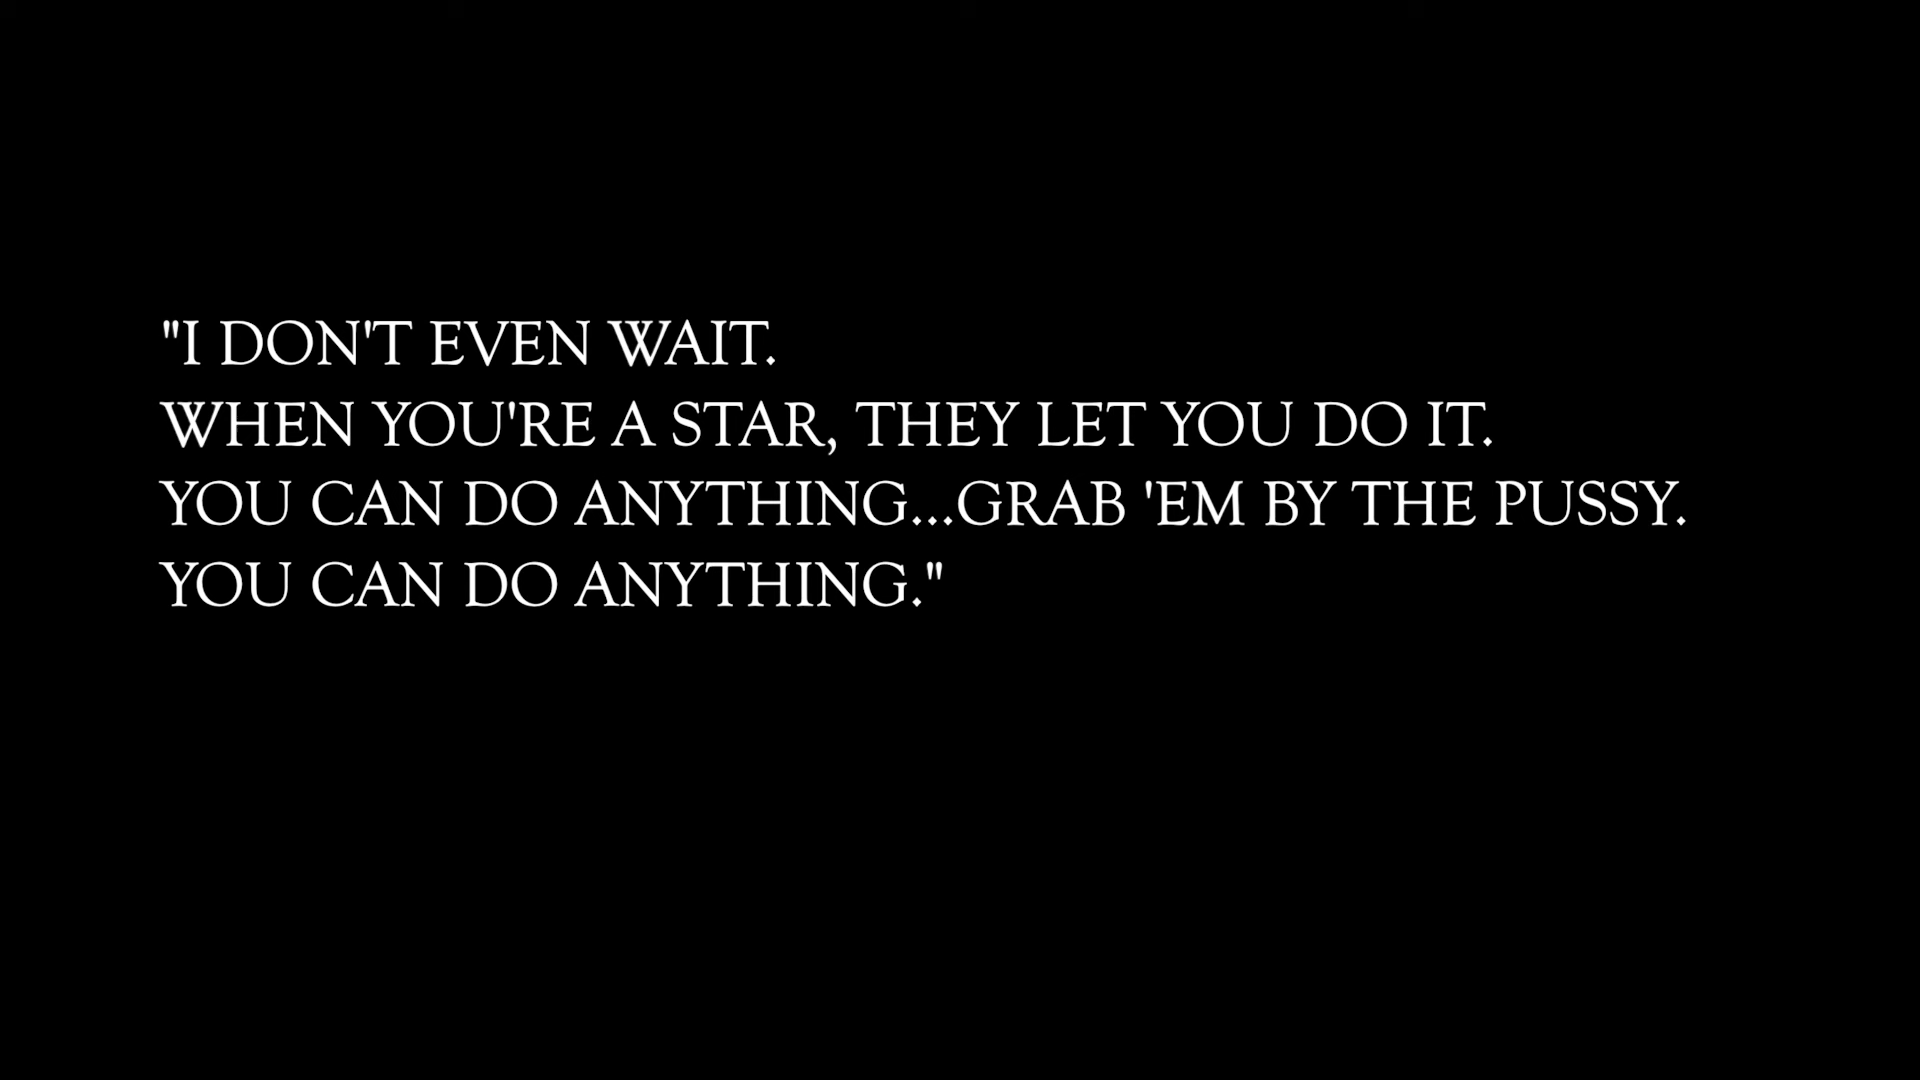 "I DON'T EVEN WAIT.
WHEN YOU'RE A STAR, THEY LET YOU DO IT.
YOU CAN DO ANYTHING...GRAB 'EM BY THE PUSSY.
YOU CAN DO ANYTHING."